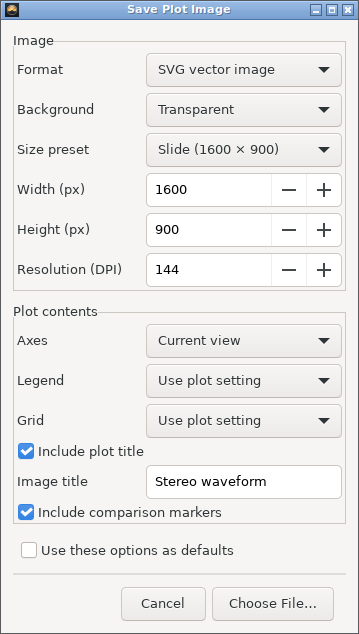 Save Plot Image
Image
Format SVG vector image
Background Transparent
Size preset Slide (1600 × 900)
Width (px) 1600
Height (px) 900
Resolution (DPI) 144
Plot contents
Axes Current view
Legend Use plot setting
Grid Use plot setting
Include plot title
Image title Stereo waveform
Include comparison markers
Use these options as defaults
Cancel Choose File...